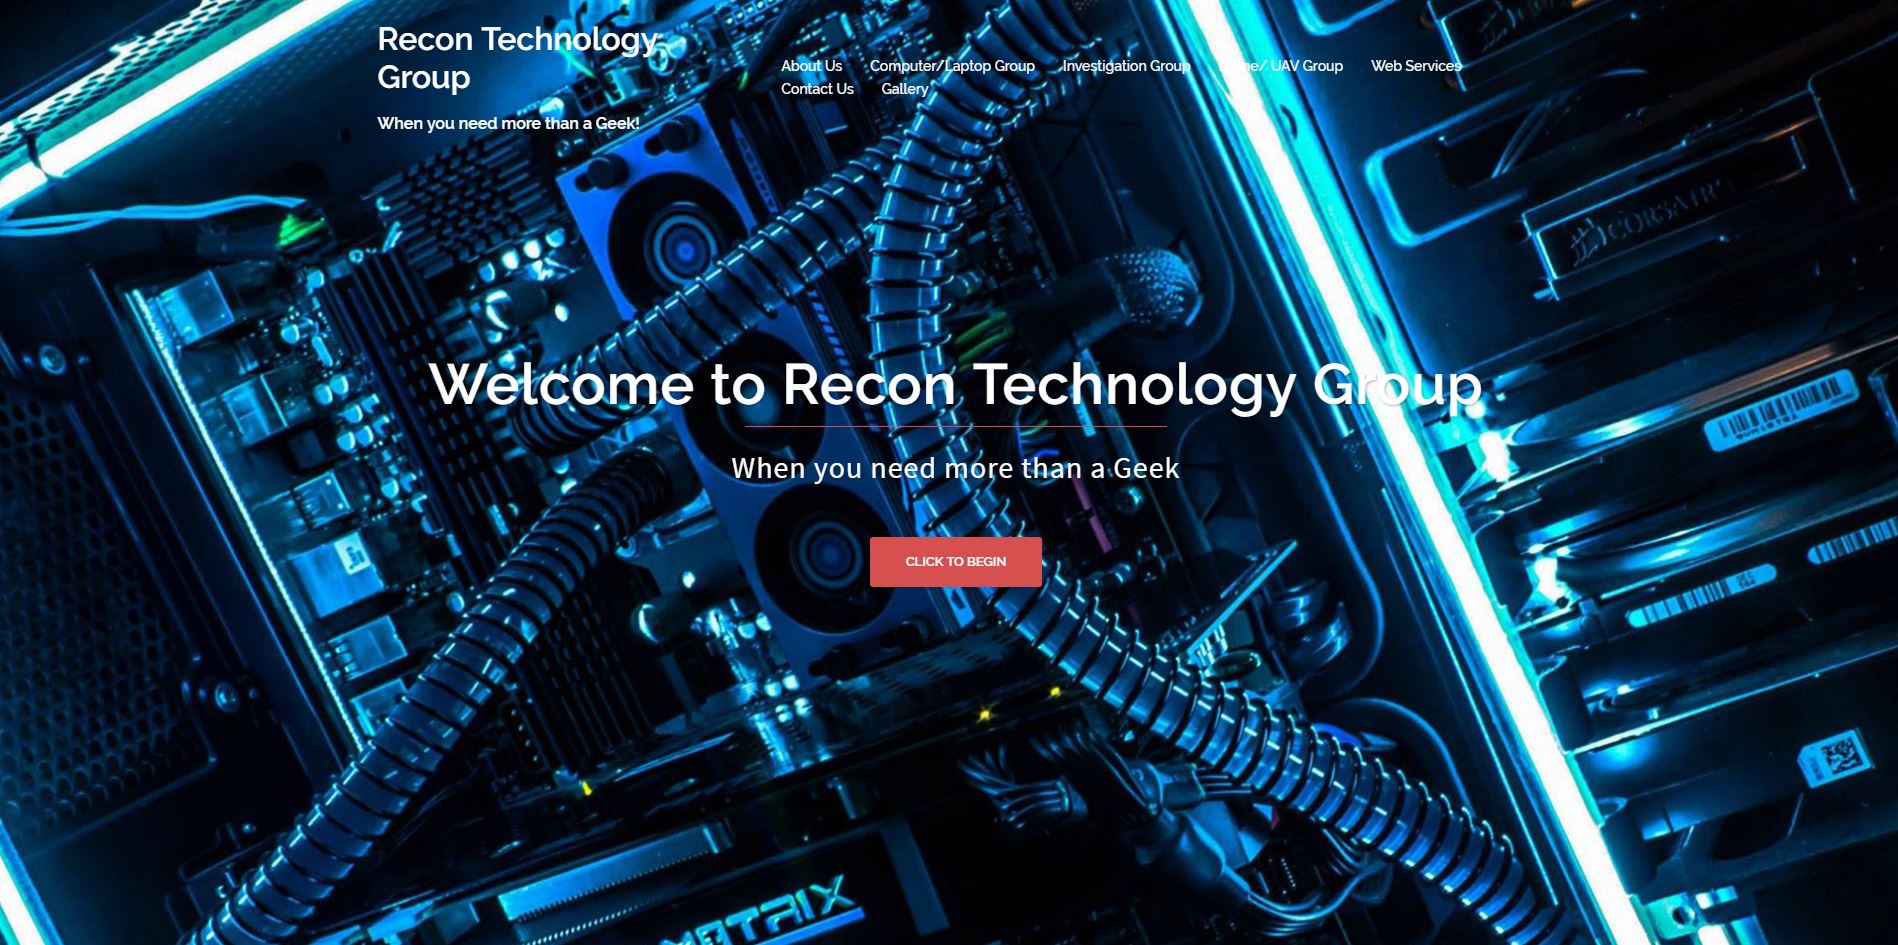 Recon Technology
Group
When you need more than a Geek!
About Us Computer/Laptop Group Investigation Group Drone/ UAV Group Web Services
Contact Us Gallery
Welcome to Recon Technology Group
When you need more than a Geek
CLICK TO BEGIN
CORSAIR
MATRIX